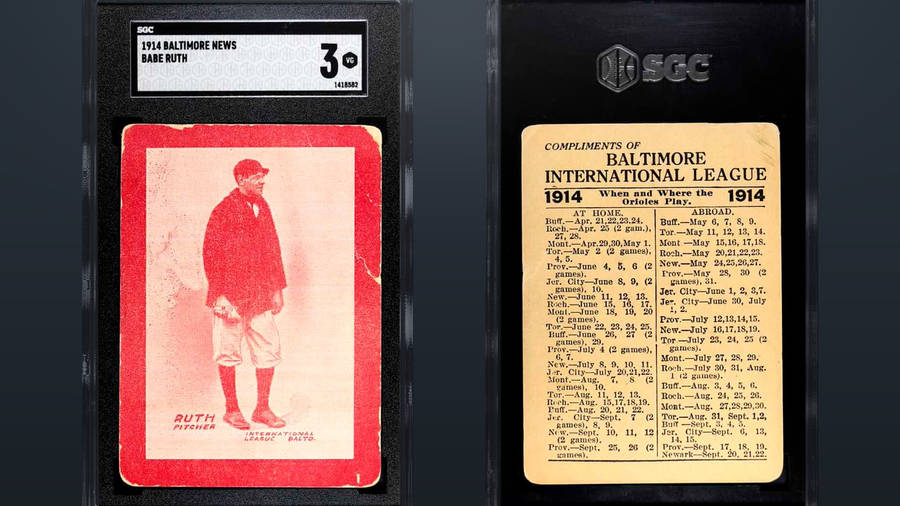 SGC
1914 BALTIMORE NEWS
BABE RUTH
3 VG
1418582
RUTH
PITCHER
INTERNATIONAL
LEAGUE BALTO.
1
SGC
COMPLIMENTS OF
BALTIMORE
INTERNATIONAL LEAGUE
1914 When and Where the Orioles Play. 1914
AT HOME.
Buff.—Apr. 21,22,23,24.
Roch.—Apr. 25 (2 gam.),
27, 28.
Mont.—Apr.29,30,May 1.
Tor.—May 2 (2 games),
4, 5.
Prov.—June 4, 5, 6 (2
games).
Jer. City—June 8, 9, (2
games), 10.
New.—June 11, 12, 13.
Roch.—June 15, 16, 17.
Mont.—June 18, 19, 20
(2 games).
Tor.—June 22, 23, 24, 25.
Buff.—June 26, 27 (2
games), 29.
Prov.—July 4 (2 games),
6, 7.
New.—July 8, 9, 10, 11.
Jer. City—July 20,21,22.
Mont.—Aug. 7, 8 (2
games), 10.
Tor.—Aug. 11, 12, 13.
Roch.—Aug. 15,17,18,19.
Buff.—Aug. 20, 21, 22.
Jer. City—Sept. 7 (2
games), 8, 9.
New.—Sept. 10, 11, 12
(2 games).
Prov.—Sept. 25, 26 (2
games).
ABROAD.
Buff.—May 6, 7, 8, 9.
Tor.—May 11, 12, 13, 14.
Mont—May 15,16,17,18.
Roch.—May 20,21,22,23.
New.—May 24,25,26,27.
Prov.—May 28, 30 (2
games), 31.
Jer. City—June 1, 2, 3,7.
Jer. City—June 30, July
1, 2.
Prov.—July 12,13,14,15.
New.—July 16,17,18,19.
Tor—July 23, 24, 25 (2
games).
Mont.—July 27, 28, 29.
Roch.—July 30, 31, Aug.
1 (2 games).
Buff.—Aug. 3, 4, 5, 6.
Roch.—Aug. 24, 25, 26.
Mont.—Aug. 27,28,29,30.
Tor.—Aug. 31, Sept. 1,2.
Buff—Sept. 3, 4, 5.
Jer. City—Sept. 6, 13,
14, 15.
Prov.—Sept. 17, 18, 19.
Newark—Sept. 20, 21,22.